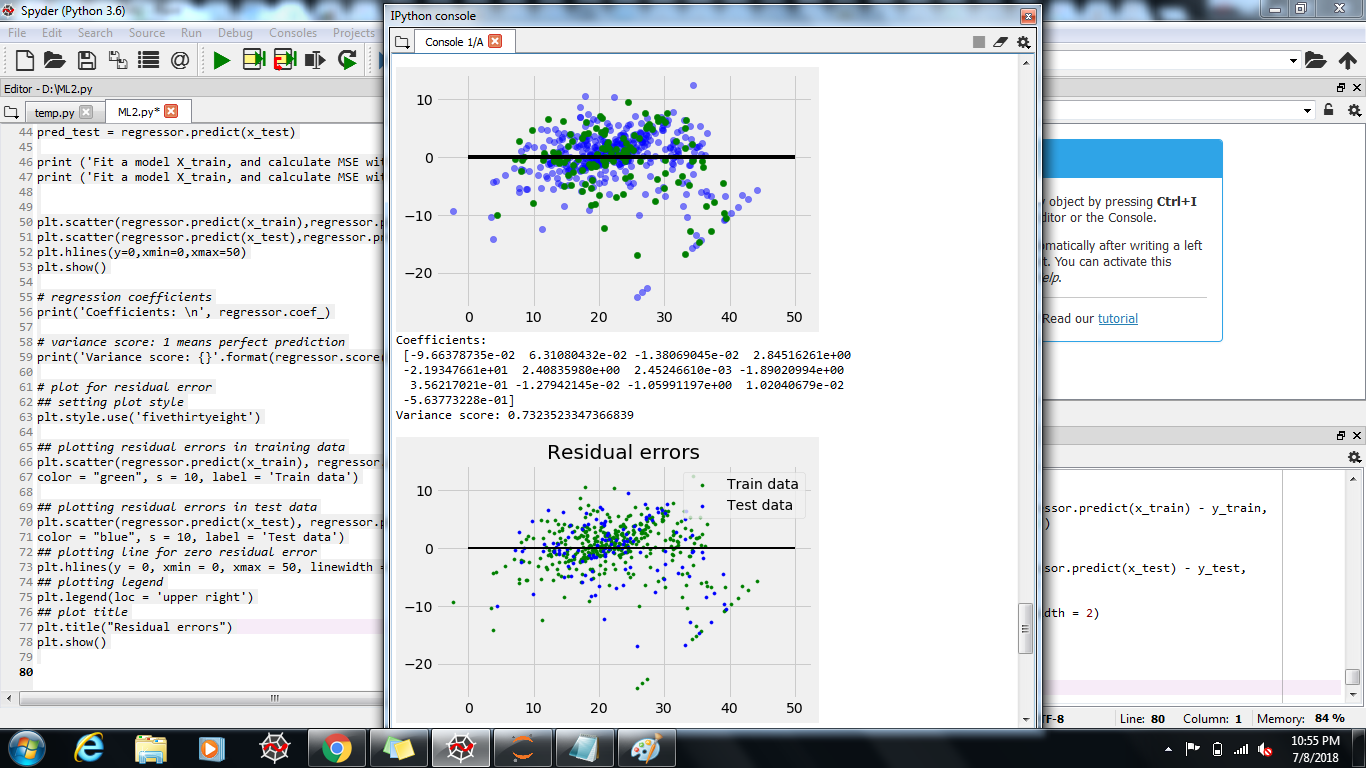 Spyder (Python 3.6)
File Edit Search Source Run Debug Consoles Projects
Editor - D:\ML2.py
temp.py
ML2.py*
44 pred_test = regressor.predict(x_test)
45
46 print ('Fit a model X_train, and calculate MSE wit
47 print ('Fit a model X_train, and calculate MSE wit
48
49
50 plt.scatter(regressor.predict(x_train),regressor.p
51 plt.scatter(regressor.predict(x_test),regressor.pr
52 plt.hlines(y=0,xmin=0,xmax=50)
53 plt.show()
54
55 # regression coefficients
56 print('Coefficients: \n', regressor.coef_)
57
58 # variance score: 1 means perfect prediction
59 print('Variance score: {}'.format(regressor.score(
60
61 # plot for residual error
62 ## setting plot style
63 plt.style.use('fivethirtyeight')
64
65 ## plotting residual errors in training data
66 plt.scatter(regressor.predict(x_train), regressor.
67 color = "green", s = 10, label = 'Train data')
68
69 ## plotting residual errors in test data
70 plt.scatter(regressor.predict(x_test), regressor.p
71 color = "blue", s = 10, label = 'Test data')
72 ## plotting line for zero residual error
73 plt.hlines(y = 0, xmin = 0, xmax = 50, linewidth =
74 ## plotting legend
75 plt.legend(loc = 'upper right')
76 ## plot title
77 plt.title("Residual errors")
78 plt.show()
79
80
IPython console
Console 1/A
10
0
−10
−20
0 10 20 30 40 50
Coefficients:
[-9.66378735e-02 6.31080432e-02 -1.38069045e-02 2.84516261e+00
-2.19347661e+01 2.40835980e+00 2.45246610e-03 -1.89020994e+00
3.56217021e-01 -1.27942145e-02 -1.05991197e+00 1.02040679e-02
-5.63773228e-01]
Variance score: 0.7323523347366839
Residual errors
Train data
Test data
10
0
−10
−20
0 10 20 30 40 50
y object by pressing Ctrl+I
ditor or the Console.
omatically after writing a left
t. You can activate this
elp.
Read our tutorial
ssor.predict(x_train) - y_train,
)
sor.predict(x_test) - y_test,
dth = 2)
TF-8 Line: 80 Column: 1 Memory: 84 %
10:55 PM
7/8/2018